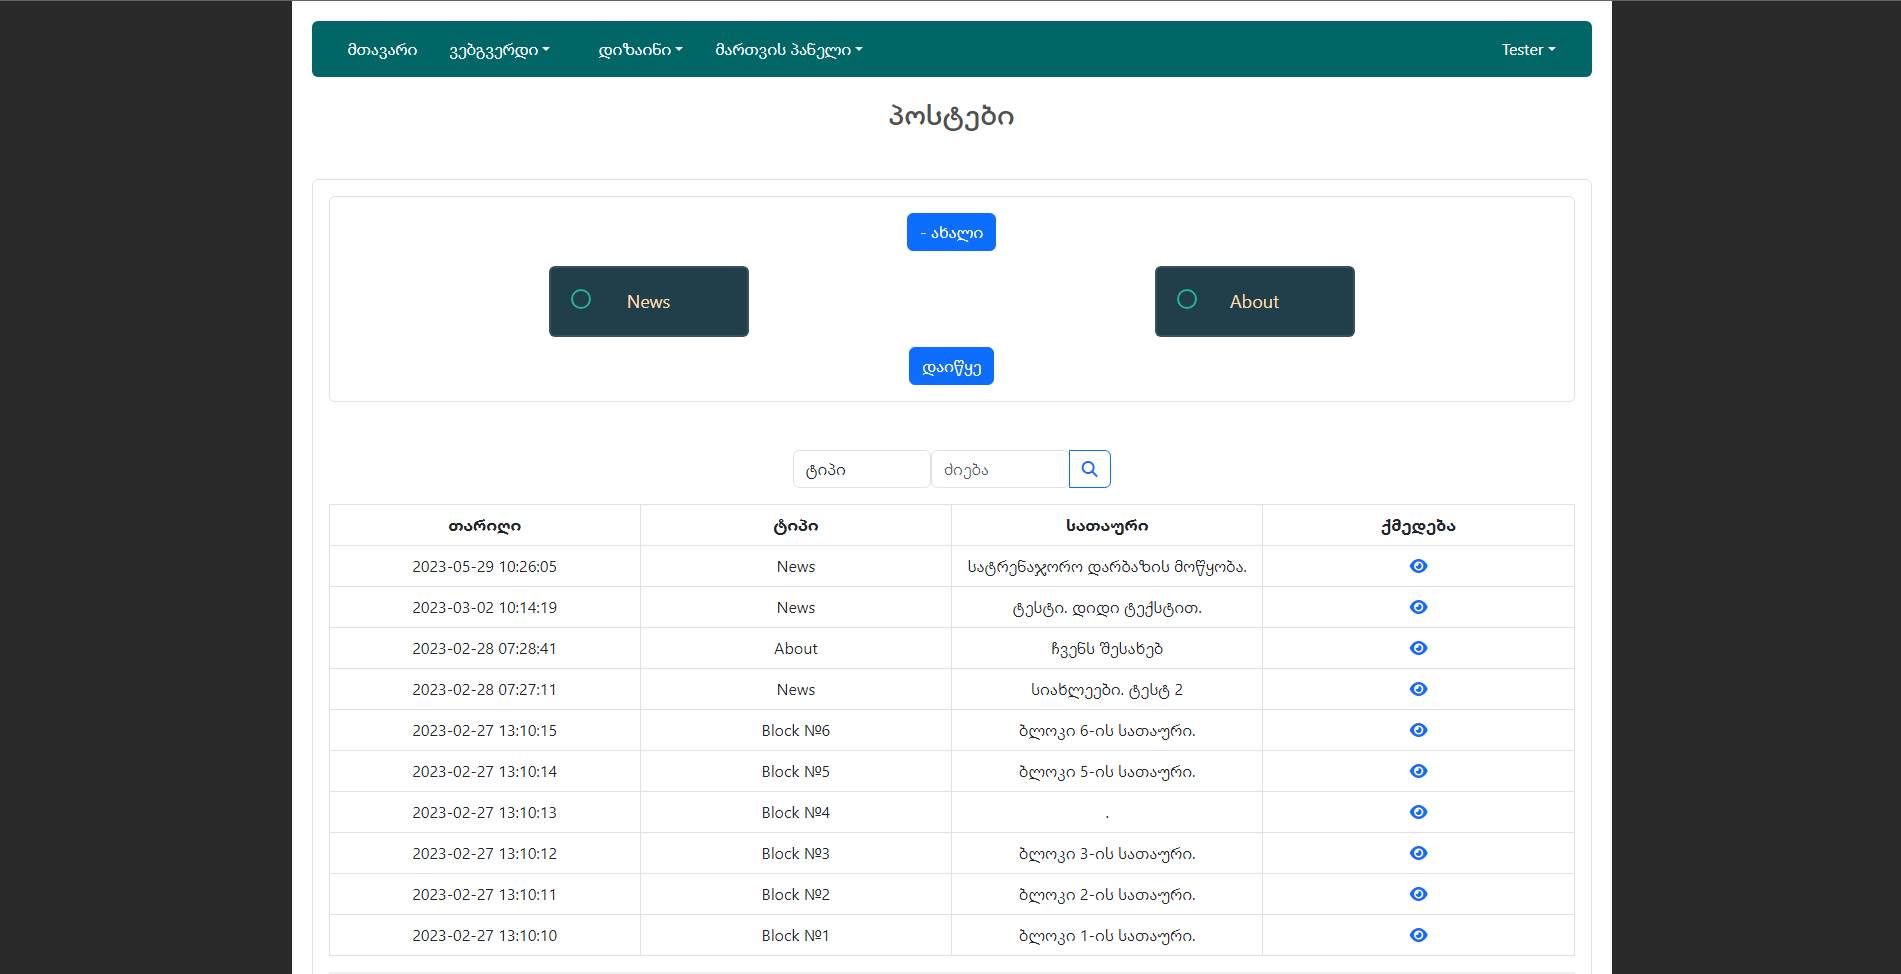 მთავარი ვებგვერდი დიზაინი მართვის პანელი Tester
პოსტები
- ახალი
News About
დაიწყე
ტიპი ძიება
თარიღი ტიპი სათაური ქმედება
2023-05-29 10:26:05 News სატრენაჯორო დარბაზის მოწყობა.
2023-03-02 10:14:19 News ტესტი. დიდი ტექსტით.
2023-02-28 07:28:41 About ჩვენს შესახებ
2023-02-28 07:27:11 News სიახლეები. ტესტ 2
2023-02-27 13:10:15 Block №6 ბლოკი 6-ის სათაური.
2023-02-27 13:10:14 Block №5 ბლოკი 5-ის სათაური.
2023-02-27 13:10:13 Block №4 .
2023-02-27 13:10:12 Block №3 ბლოკი 3-ის სათაური.
2023-02-27 13:10:11 Block №2 ბლოკი 2-ის სათაური.
2023-02-27 13:10:10 Block №1 ბლოკი 1-ის სათაური.